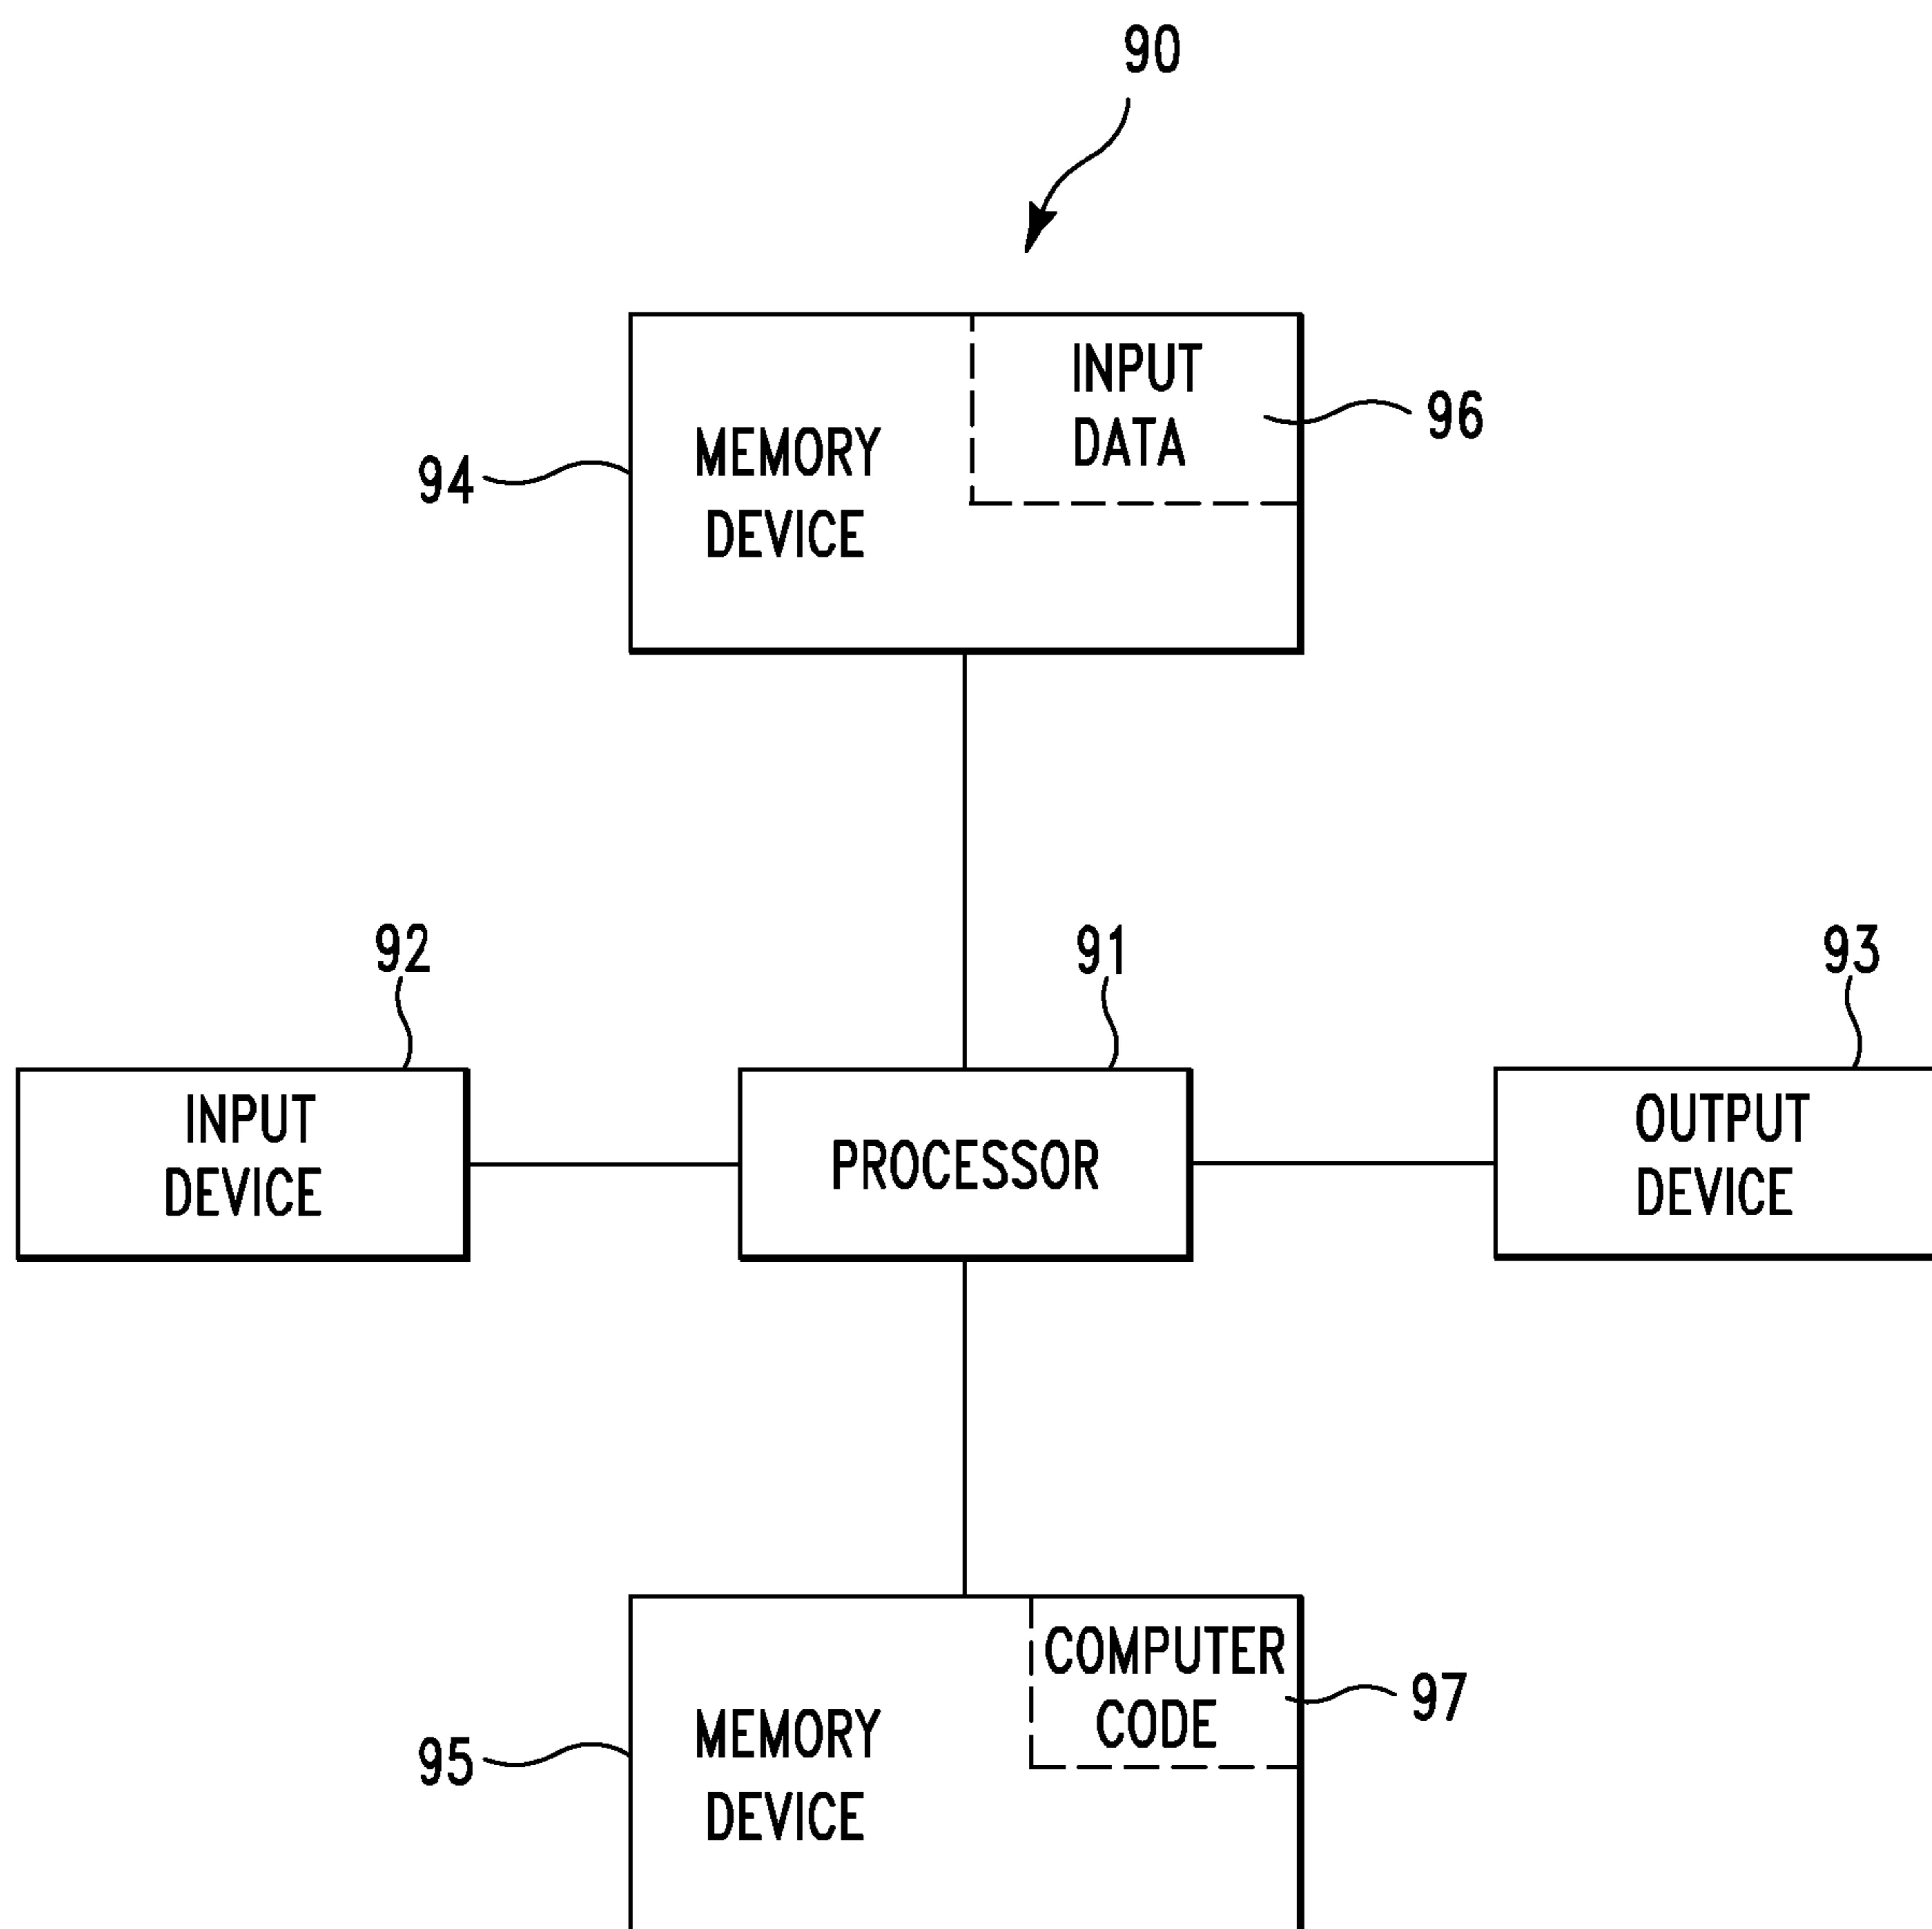 90
INPUT
DATA
96
MEMORY
DEVICE
94
92
91
93
INPUT
DEVICE
PROCESSOR
OUTPUT
DEVICE
COMPUTER
CODE
97
MEMORY
DEVICE
95